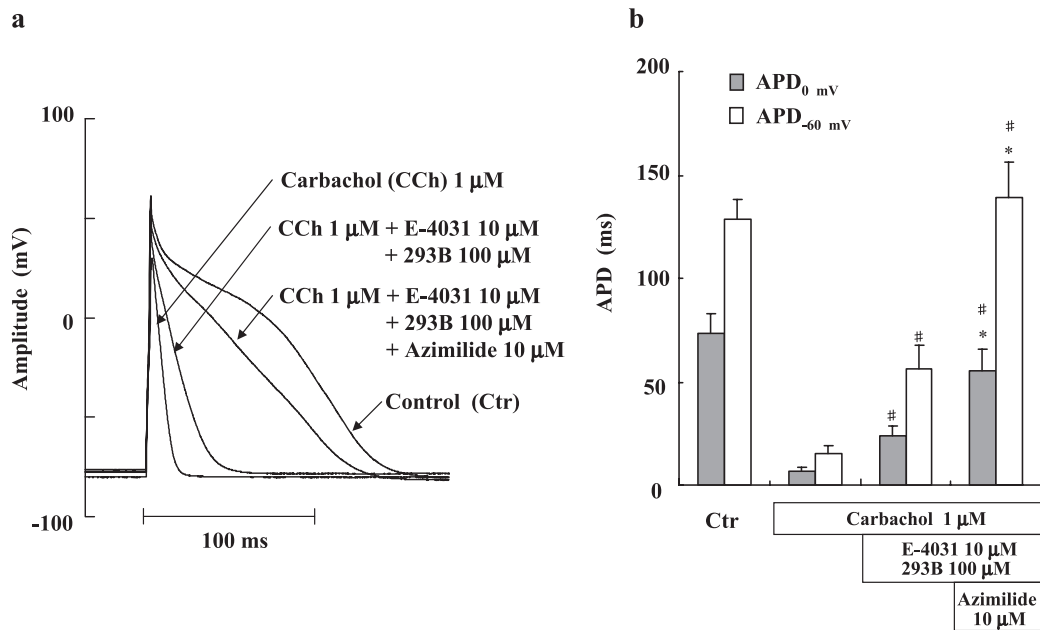 a
100
0
-100
Amplitude (mV)
Carbachol (CCh) 1 µM
CCh 1 µM + E-4031 10 µM
+ 293B 100 µM
CCh 1 µM + E-4031 10 µM
+ 293B 100 µM
+ Azimilide 10 µM
Control (Ctr)
100 ms
b
200
150
100
50
0
APD (ms)
APD0 mV
APD-60 mV
#
#
#
*
#
*
Ctr
Carbachol 1 µM
E-4031 10 µM
293B 100 µM
Azimilide
10 µM